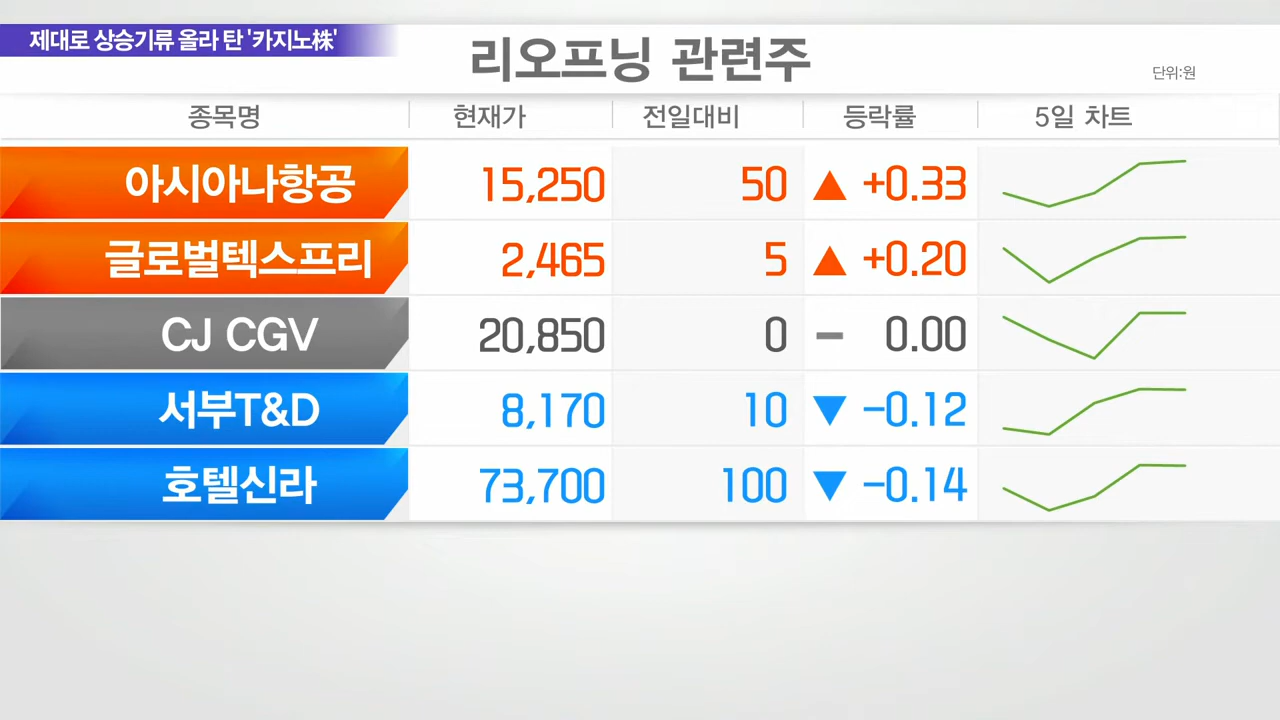 제대로 상승기류 올라 탄 '카지노株'
리오프닝 관련주
단위:원
종목명 현재가 전일대비 등락률 5일 차트
아시아나항공 15,250 50 ▲ +0.33
글로벌텍스프리 2,465 5 ▲ +0.20
CJ CGV 20,850 0 – 0.00
서부T&D 8,170 10 ▼ -0.12
호텔신라 73,700 100 ▼ -0.14